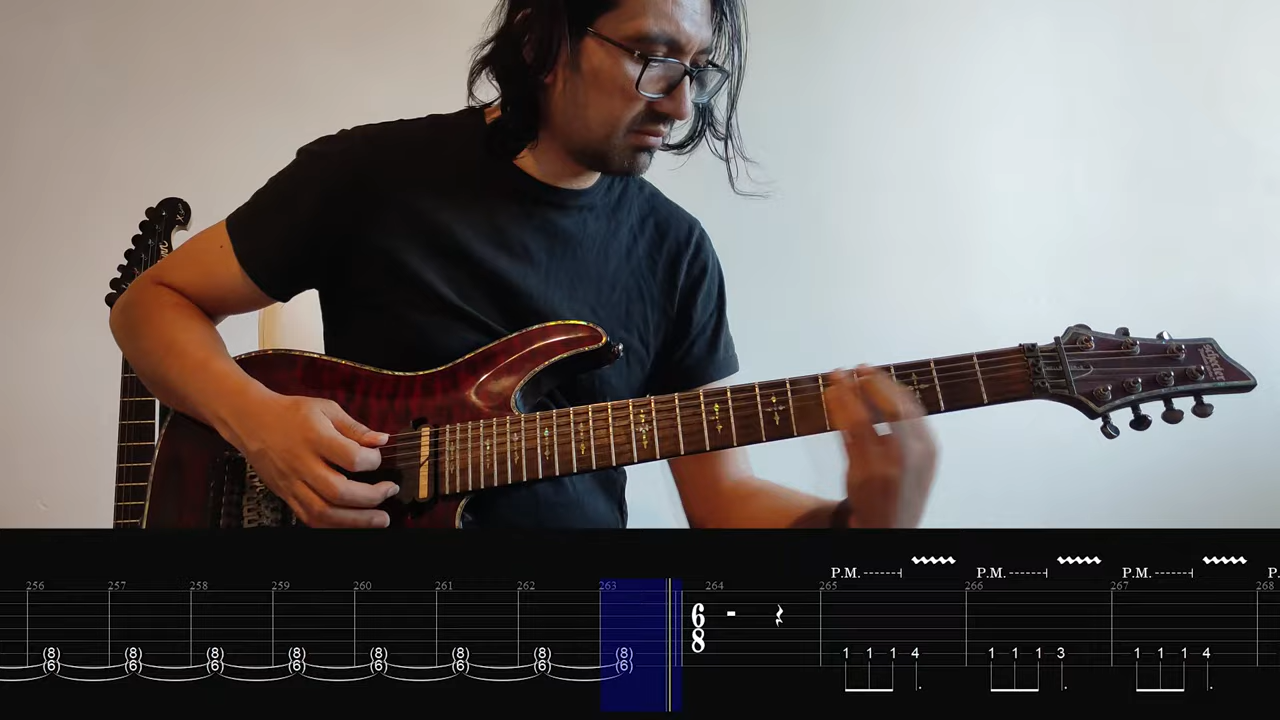 Schecter
P.M. P.M. P.M. P.
256 257 258 259 260 261 262 263 264 265 266 267 268
6
8
(8) (8) (8) (8) (8) (8) (8) (8) 1 1 1 4 1 1 1 3 1 1 1 4
(6) (6) (6) (6) (6) (6) (6) (6)